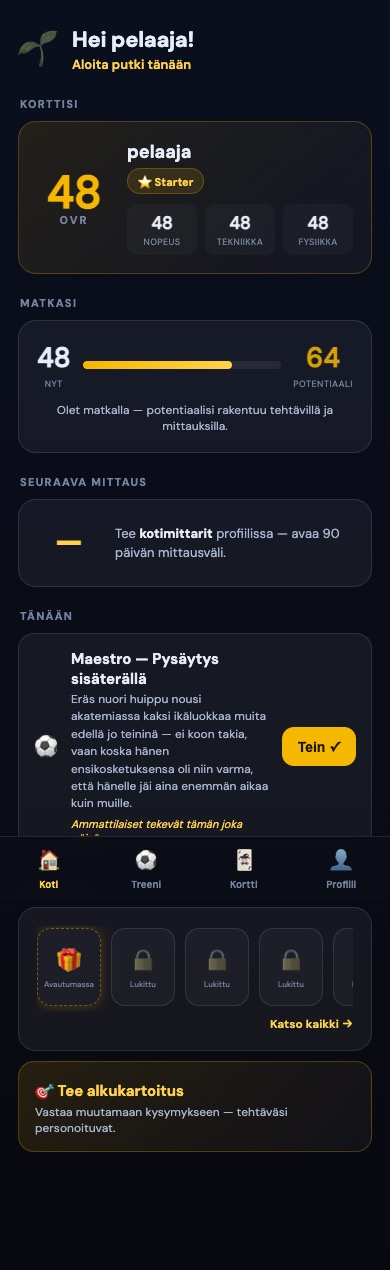 Hei pelaaja!
Aloita putki tänään
KORTTISI
48
OVR
pelaaja
Starter
48
NOPEUS
48
TEKNIIKKA
48
FYSIIKKA
MATKASI
48
NYT
64
POTENTIAALI
Olet matkalla — potentiaalisi rakentuu tehtävillä ja
mittauksilla.
SEURAAVA MITTAUS
—
Tee kotimittarit profiilissa — avaa 90
päivän mittausväli.
TÄNÄÄN
Maestro — Pysäytys
sisäterällä
Eräs nuori huippu nousi
akatemiassa kaksi ikäluokkaa muita
edellä jo teininä — ei koon takia,
vaan koska hänen
ensikosketuksensa oli niin varma,
että hänelle jäi aina enemmän aikaa
kuin muille.
Ammattilaiset tekevät tämän joka
Tein ✓
Koti
Treeni
Kortti
Profiili
Avautumassa
Lukittu
Lukittu
Lukittu
Katso kaikki →
Tee alkukartoitus
Vastaa muutamaan kysymykseen — tehtäväsi
personoituvat.